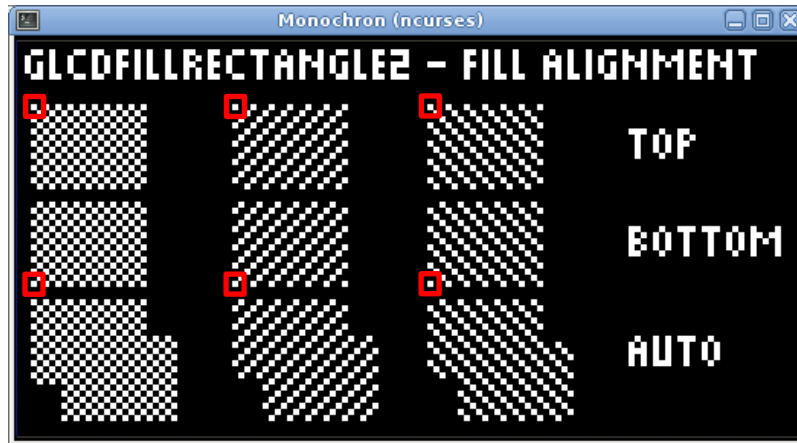 Monochron (ncurses)
GLCDFILLRECTANGLE2 - FILL ALIGNMENT
TOP
BOTTOM
AUTO